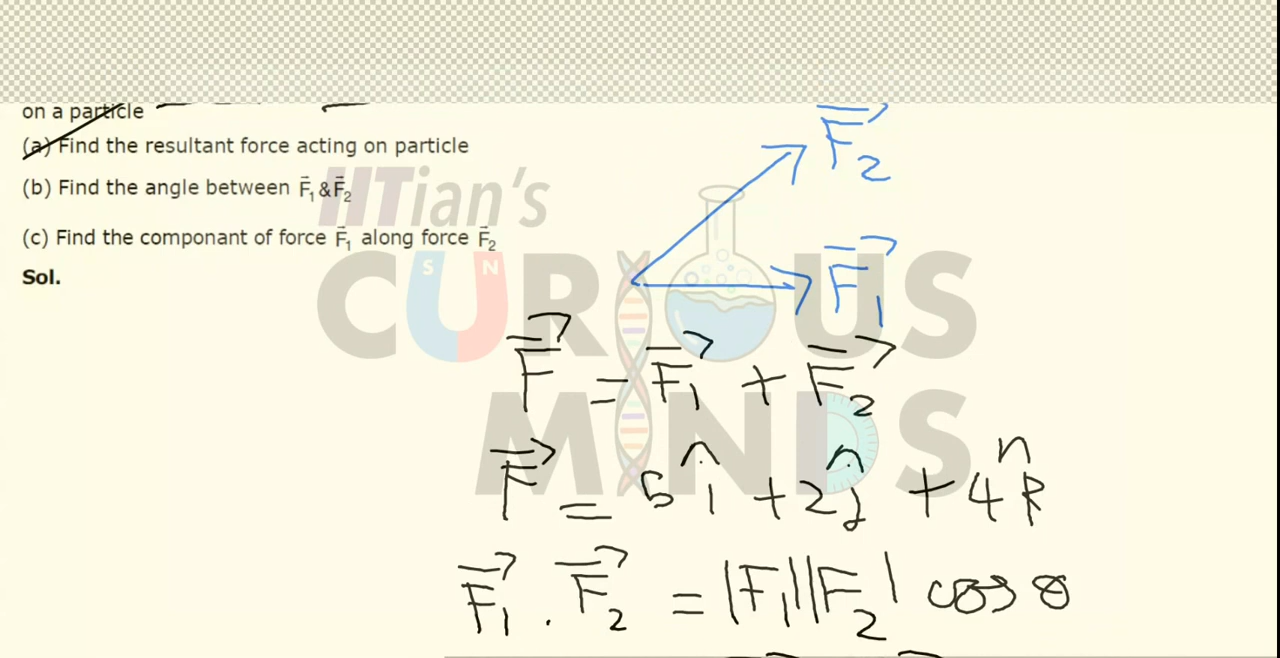 on a particle
(a) Find the resultant force acting on particle
(b) Find the angle between F⃗₁ & F⃗₂
(c) Find the componant of force F⃗₁ along force F⃗₂
Sol.
IITian's
CURIOUS
MINDS
S N
F⃗₂
F⃗₁
F⃗ = F⃗₁ + F⃗₂
F⃗ = 6î + 2ĵ + 4k̂
F⃗₁ . F⃗₂ = |F₁||F₂| cos θ